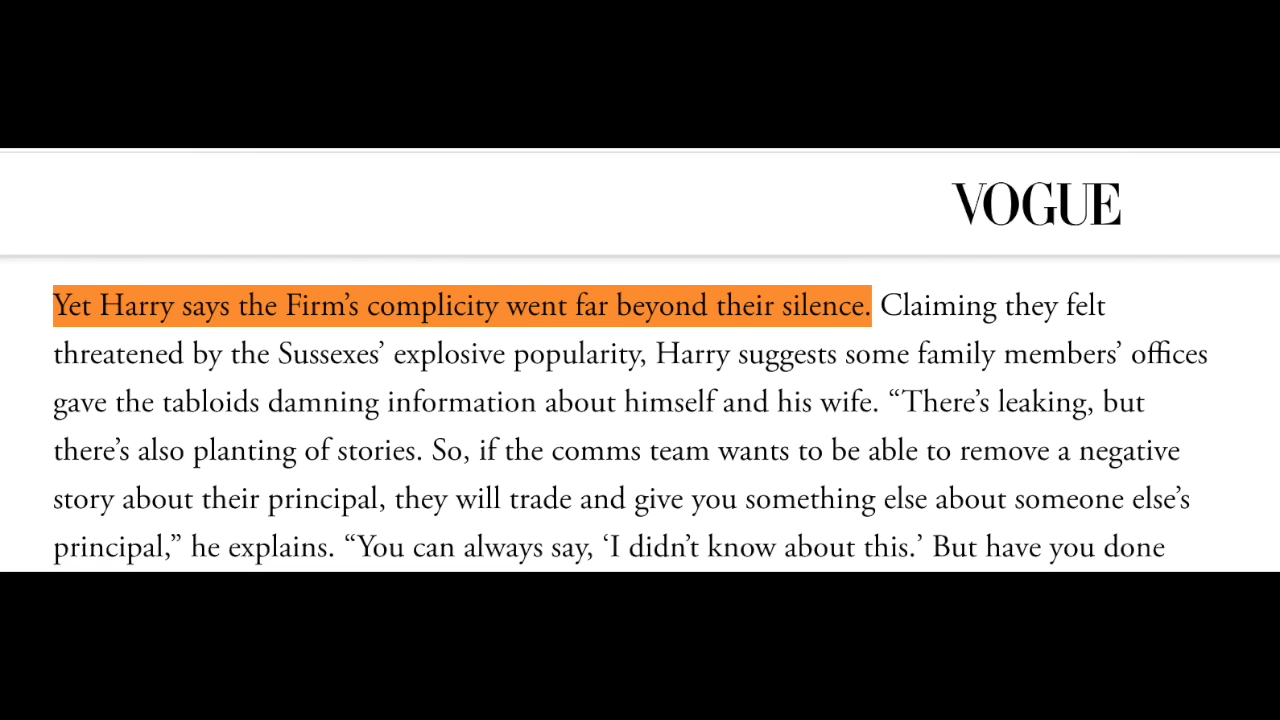 VOGUE
Yet Harry says the Firm’s complicity went far beyond their silence. Claiming they felt
threatened by the Sussexes’ explosive popularity, Harry suggests some family members’ offices
gave the tabloids damning information about himself and his wife. “There’s leaking, but
there’s also planting of stories. So, if the comms team wants to be able to remove a negative
story about their principal, they will trade and give you something else about someone else’s
principal,” he explains. “You can always say, ‘I didn’t know about this.’ But have you done